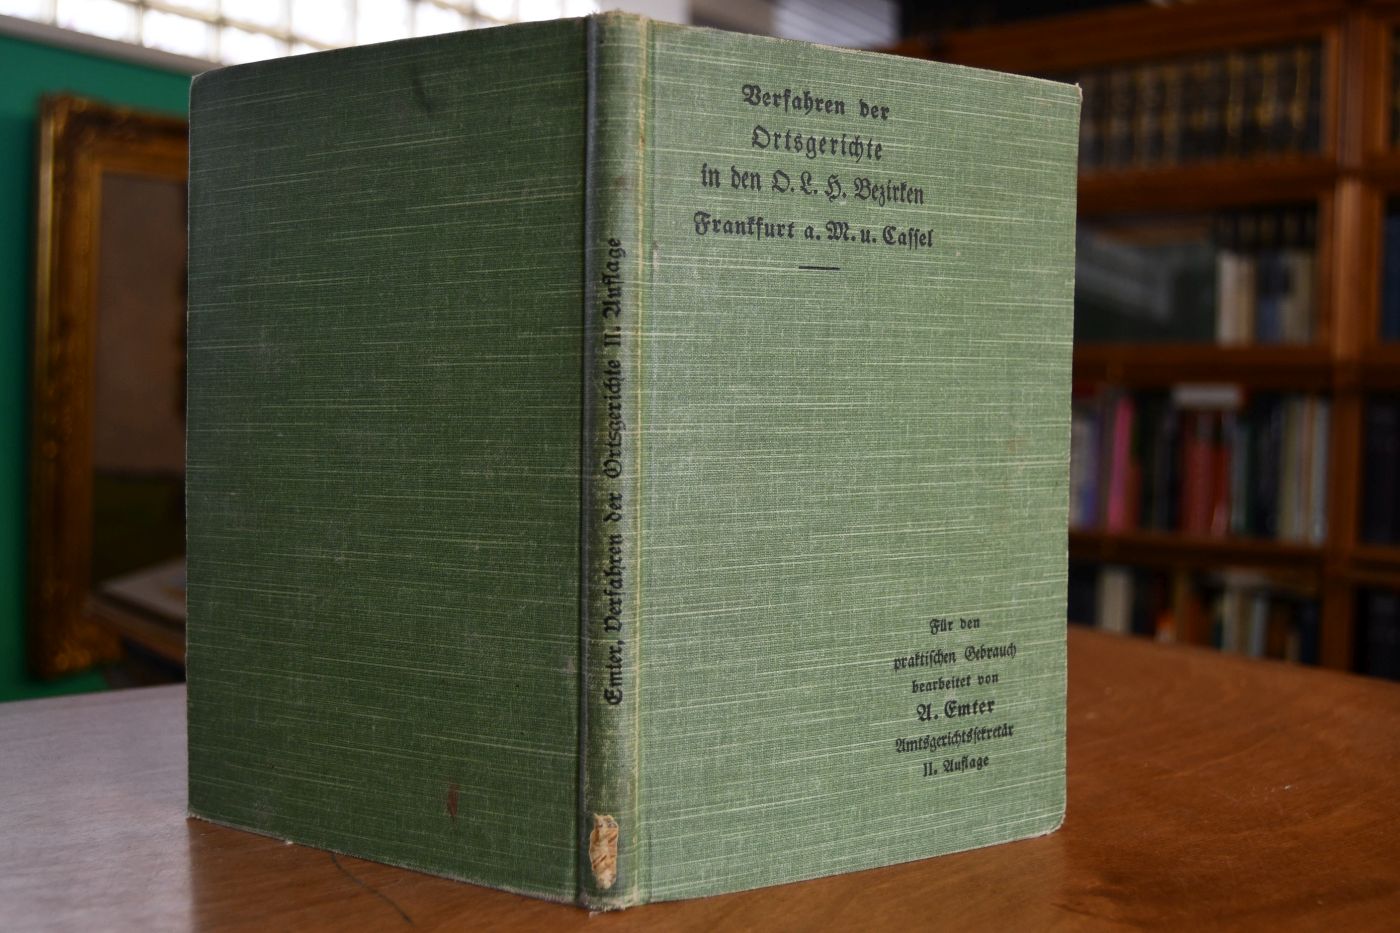 Verfahren der
Ortsgerichte
in den O. L. H. Bezirken
Frankfurt a. M. u. Cassel
Für den
praktischen Gebrauch
bearbeitet von
A. Emter
Amtsgerichtssekretär
II. Auflage
Emter, Verfahren der Ortsgerichte II. Auflage